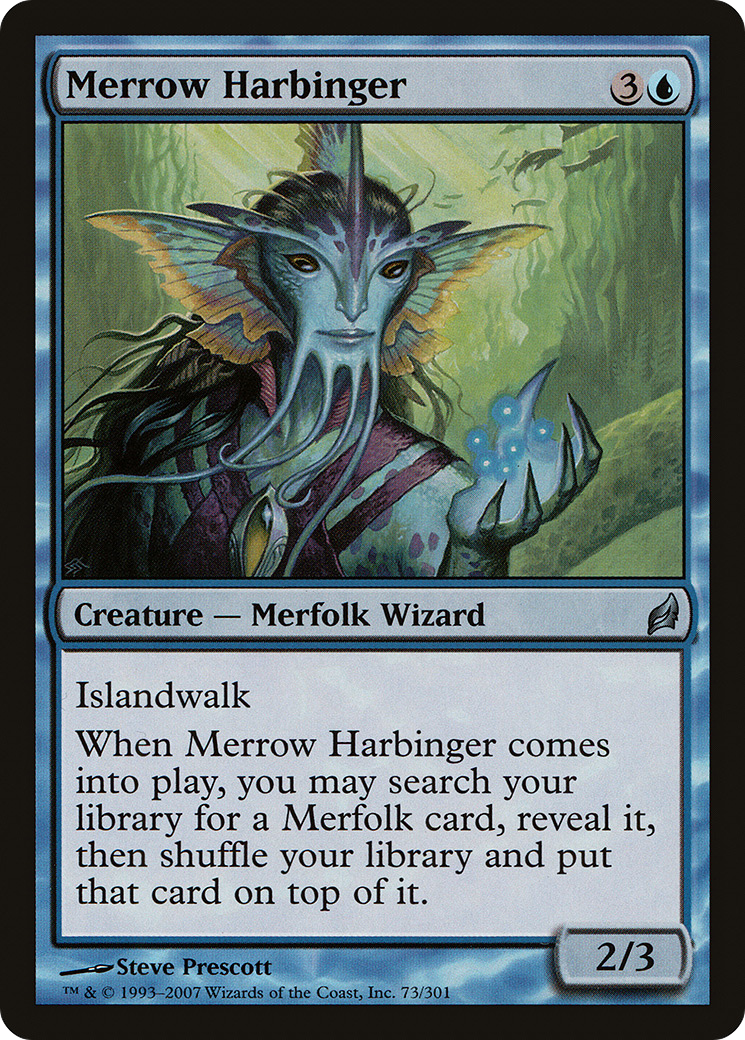 Merrow Harbinger 3
Creature — Merfolk Wizard
Islandwalk
When Merrow Harbinger comes
into play, you may search your
library for a Merfolk card, reveal it,
then shuffle your library and put
that card on top of it.
2/3
Steve Prescott
™ & © 1993–2007 Wizards of the Coast, Inc. 73/301